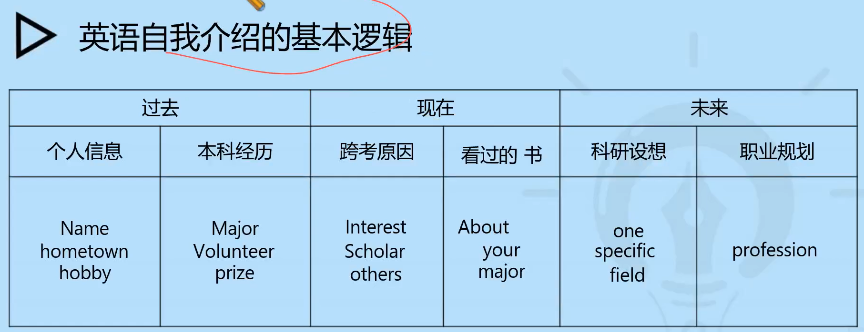 英语自我介绍的基本逻辑
过去 现在 未来
个人信息 本科经历 跨考原因 看过的 书 科研设想 职业规划
Name
hometown
hobby
Major
Volunteer
prize
Interest
Scholar
others
About
your
major
one
specific
field
profession